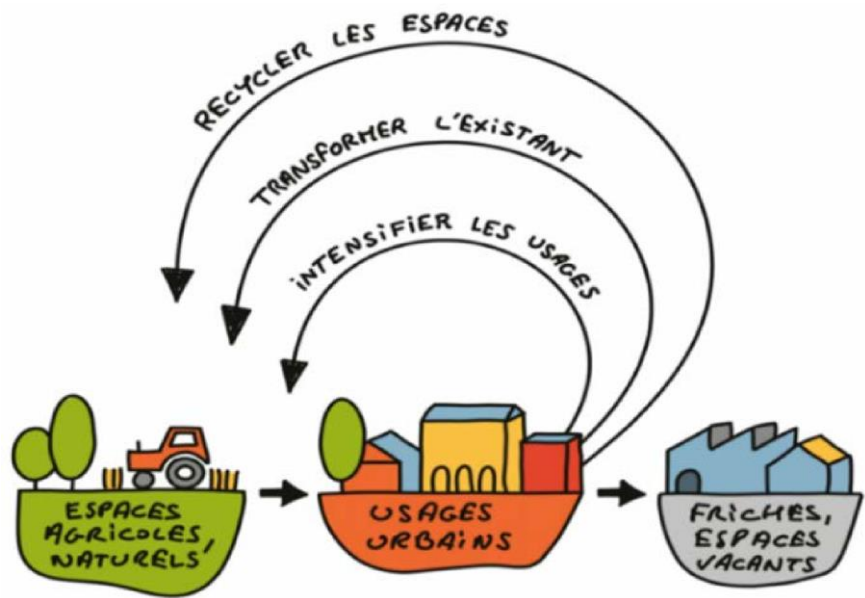 RECYCLER LES ESPACES
TRANSFORMER L'EXISTANT
INTENSIFIER LES USAGES
ESPACES
AGRICOLES,
NATURELS
USAGES
URBAINS
FRICHES,
ESPACES
VACANTS